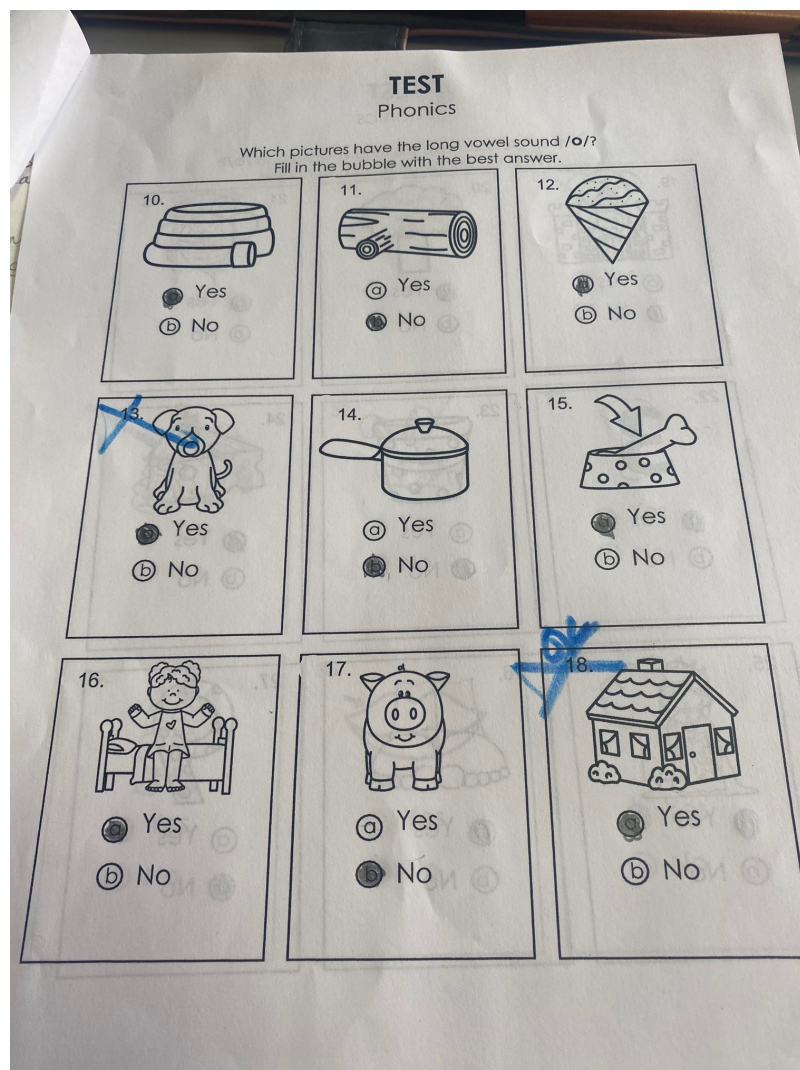 TEST
Phonics
Which pictures have the long vowel sound /o/?
Fill in the bubble with the best answer.
10.
11.
12.
a Yes
a Yes
a Yes
b No
b No
b No
13.
14.
15.
Yes
a Yes
a Yes
b No
b No
b No
16.
17.
18.
a Yes
a Yes
a Yes
b No
b No
b No